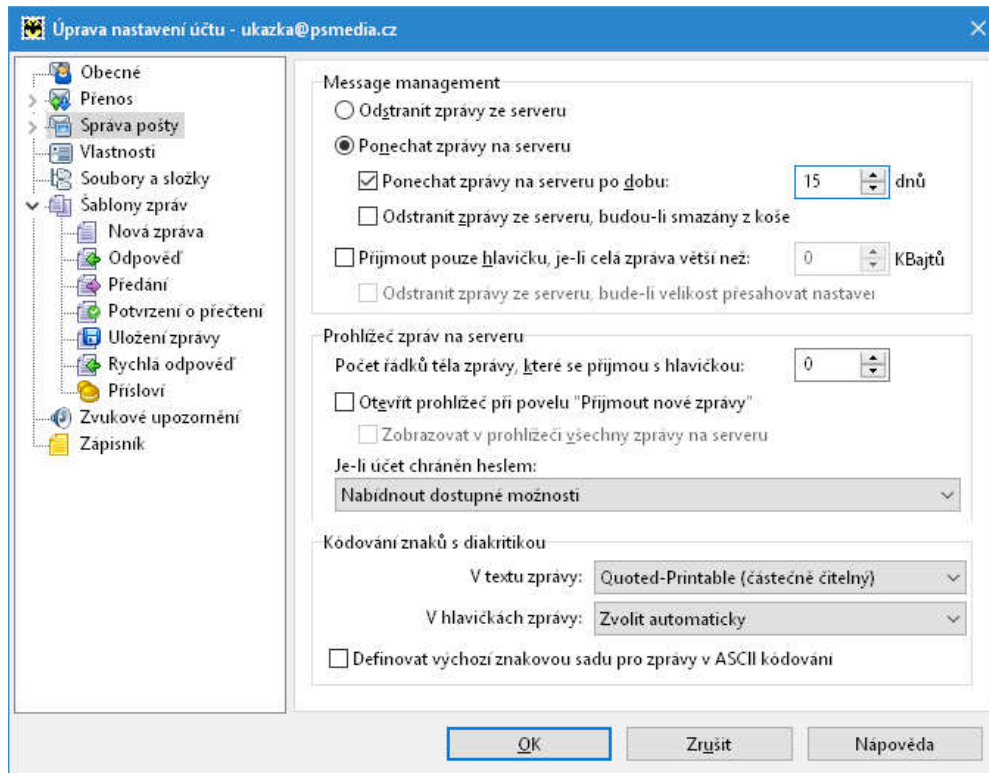 Úprava nastavení účtu - ukazka@psmedia.cz
Obecné
Přenos
Správa pošty
Vlastnosti
Soubory a složky
Šablony zpráv
Nová zpráva
Odpověď
Předání
Potvrzení o přečtení
Uložení zprávy
Rychlá odpověď
Přísloví
Zvukové upozornění
Zápisník
Message management
Odstranit zprávy ze serveru
Ponechat zprávy na serveru
Ponechat zprávy na serveru po dobu: 15 dnů
Odstranit zprávy ze serveru, budou-li smazány z koše
Přijmout pouze hlavičku, je-li celá zpráva větší než: 0 KBajtů
Odstranit zprávy ze serveru, bude-li velikost přesahovat nastaver
Prohlížeč zpráv na serveru
Počet řádků těla zprávy, které se přijmou s hlavičkou: 0
Otevřít prohlížeč při povelu "Přijmout nové zprávy"
Zobrazovat v prohlížeči všechny zprávy na serveru
Je-li účet chráněn heslem:
Nabídnout dostupné možnosti
Kódování znaků s diakritikou
V textu zprávy: Quoted-Printable (částečně čitelný)
V hlavičkách zprávy: Zvolit automaticky
Definovat výchozí znakovou sadu pro zprávy v ASCII kódování
OK Zrušit Nápověda